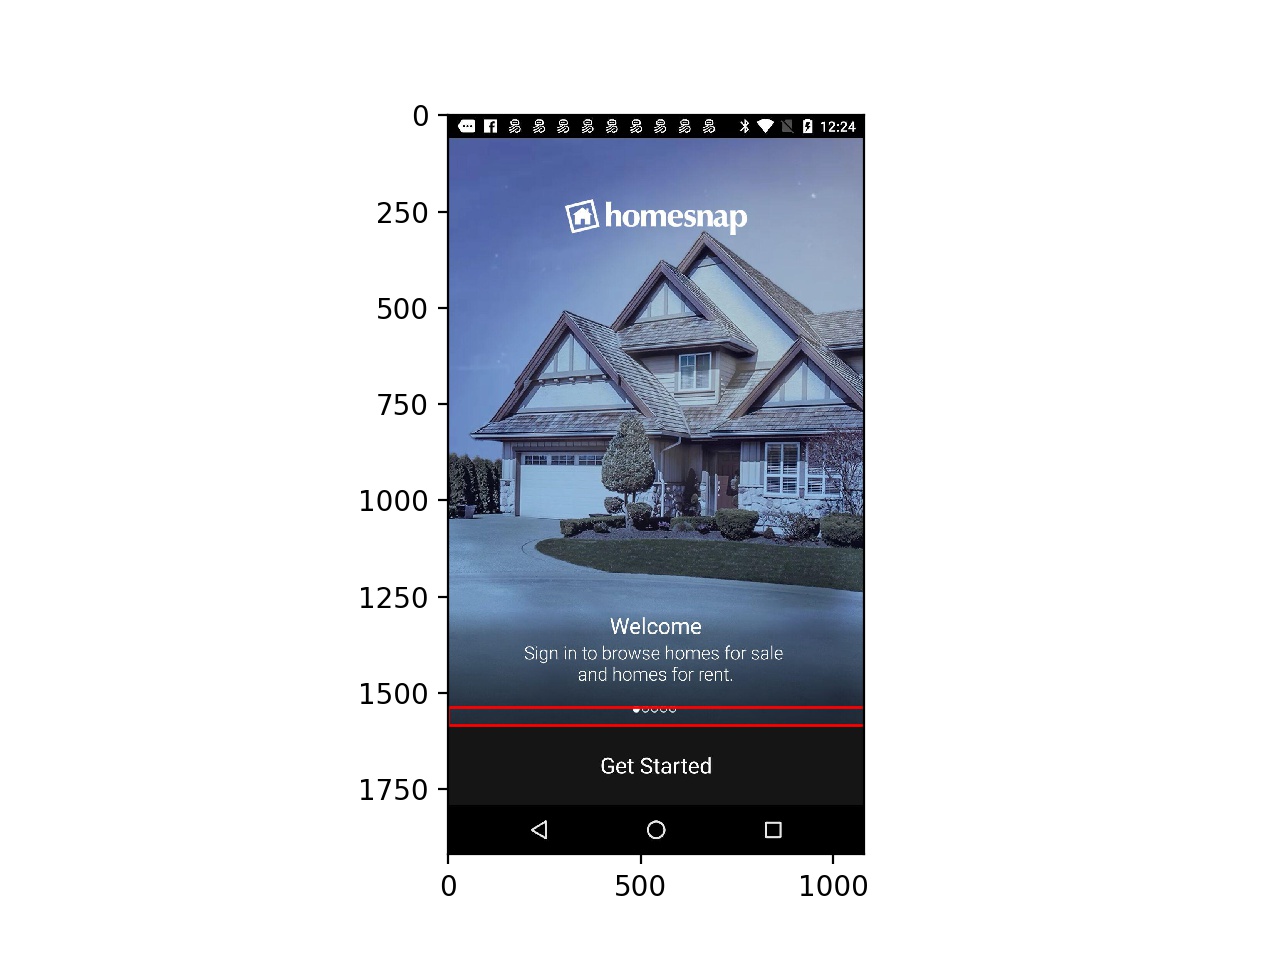 0
250
500
750
1000
1250
1500
1750
12:24
homesnap
Welcome
Sign in to browse homes for sale
and homes for rent.
Get Started
0
500
1000